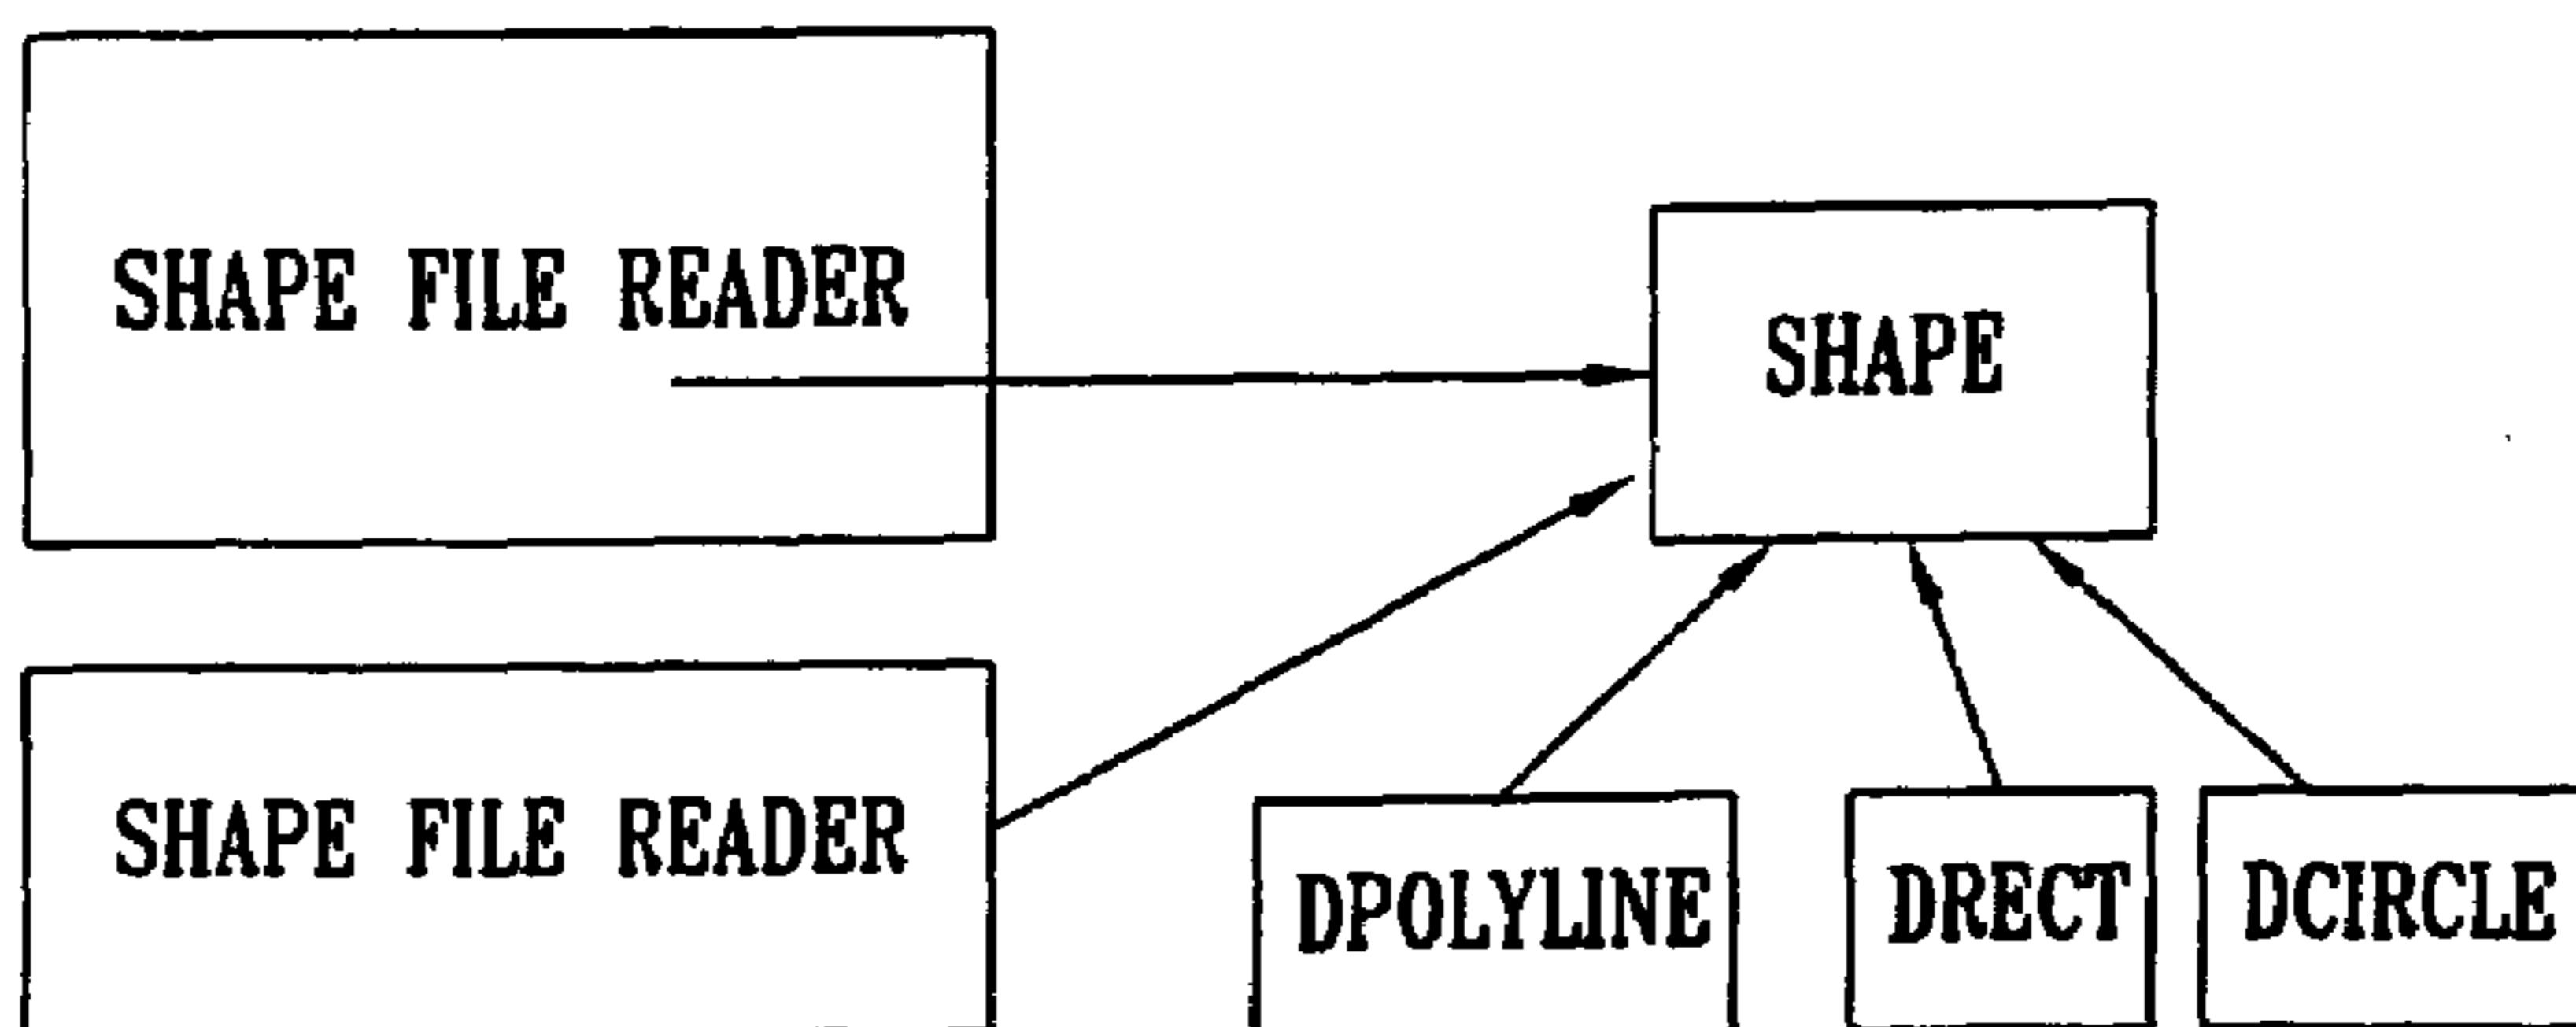 SHAPE FILE READER
SHAPE
SHAPE FILE READER
DPOLYLINE
DRECT
DCIRCLE